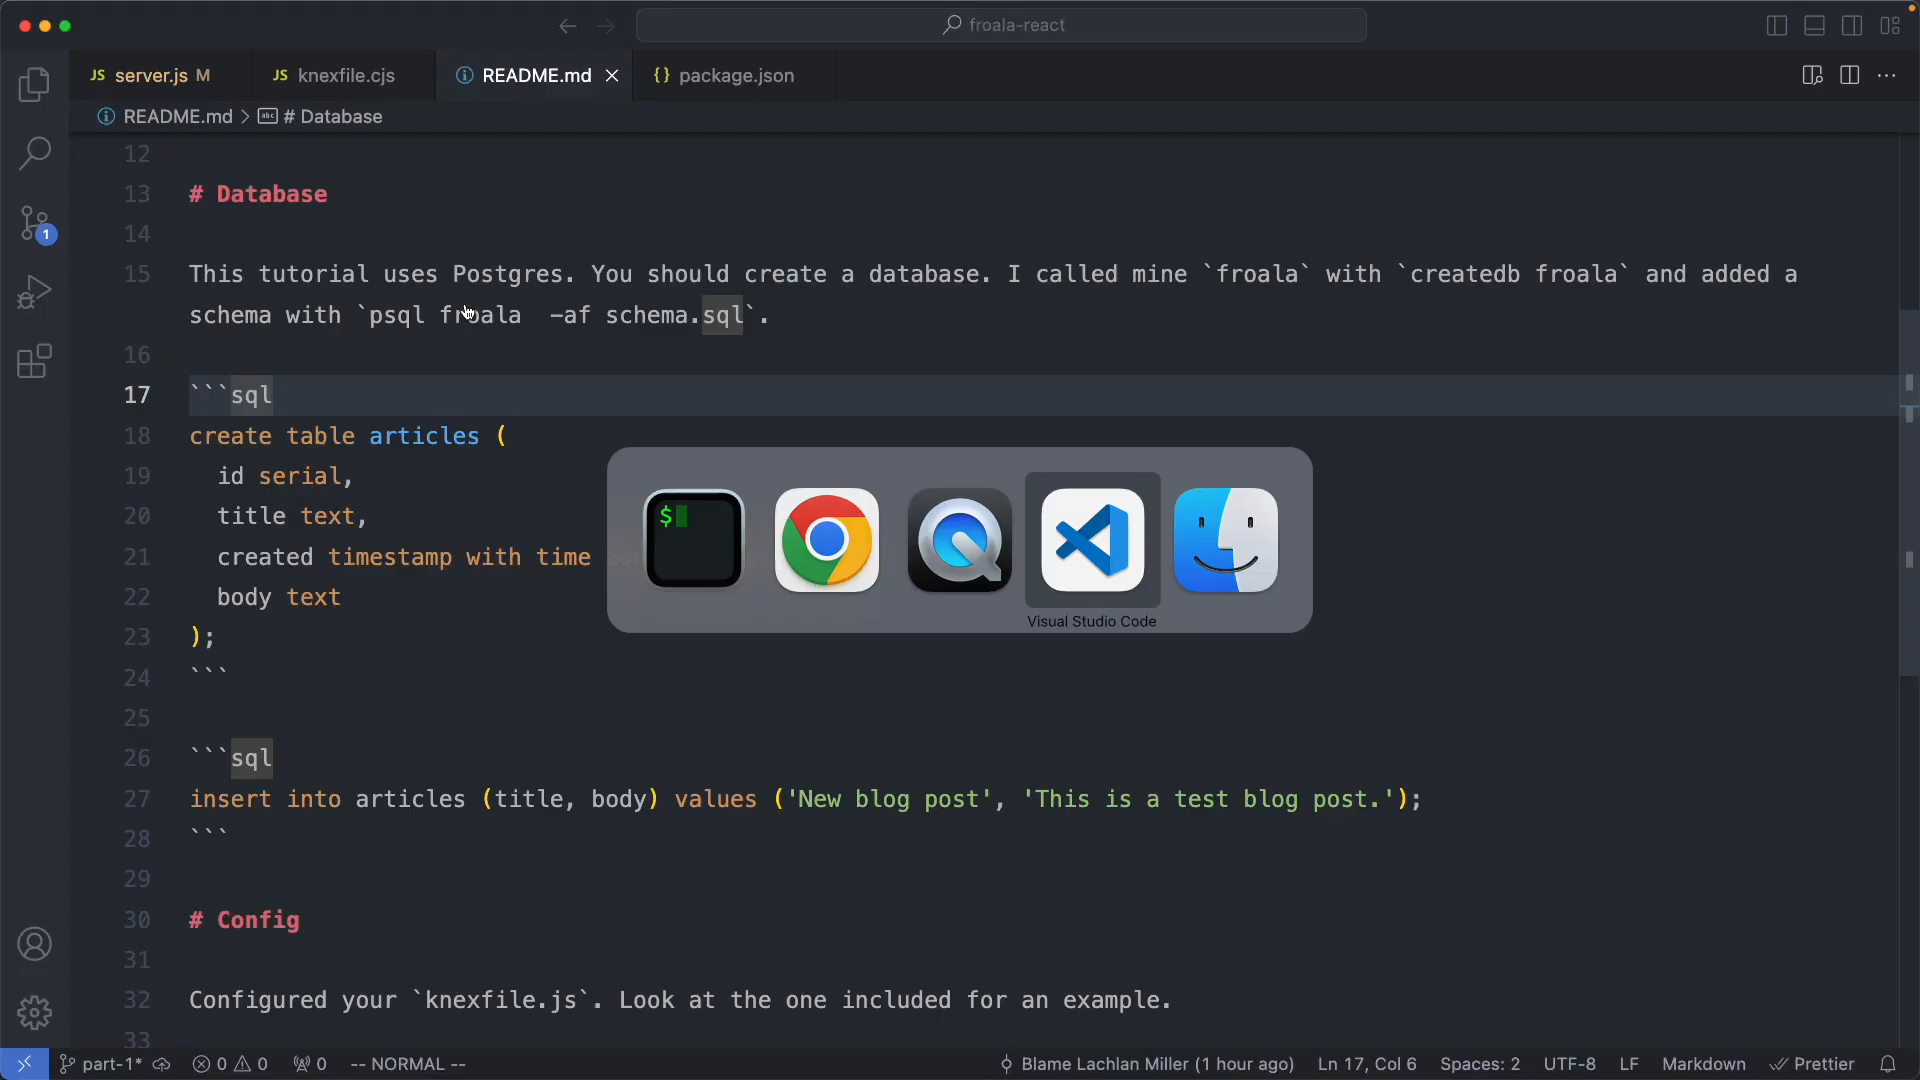 froala-react
JS server.js M
JS knexfile.cjs
README.md
{} package.json
README.md > # Database
12
13 # Database
14
15 This tutorial uses Postgres. You should create a database. I called mine `froala` with `createdb froala` and added a
schema with `psql froala  -af schema.sql`.
16
17 ```sql
18 create table articles (
19 id serial,
20 title text,
21 created timestamp with time
22 body text
23 );
24 ```
25
26 ```sql
27 insert into articles (title, body) values ('New blog post', 'This is a test blog post.');
28 ```
29
30 # Config
31
32 Configured your `knexfile.js`. Look at the one included for an example.
33
$
Visual Studio Code
1
part-1* 0 0 0 -- NORMAL -- Blame Lachlan Miller (1 hour ago) Ln 17, Col 6 Spaces: 2 UTF-8 LF Markdown Prettier